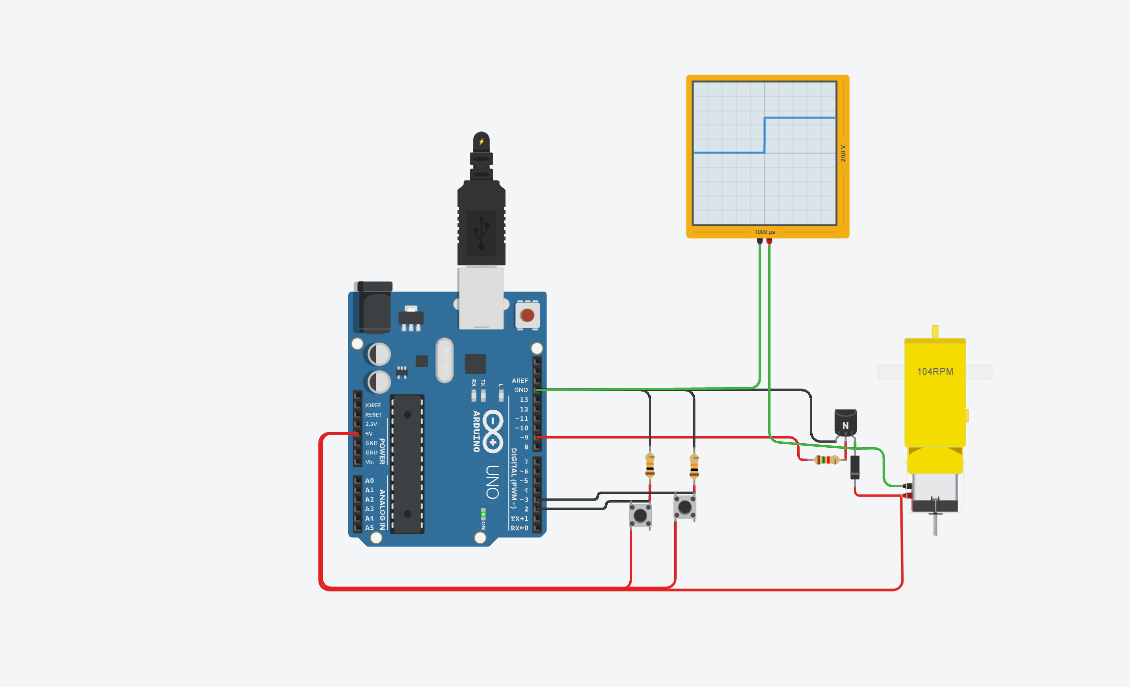 20.0 V
1000 µs
104RPM
N
AREF
GND
13
12
~11
~10
~9
8
7
~6
~5
4
~3
2
TX→1
RX←0
DIGITAL (PWM ~)
RX
TX
L
ARDUINO
UNO
ON
RESET
3.3V
5V
GND
GND
Vin
POWER
A0
A1
A2
A3
A4
A5
ANALOG IN